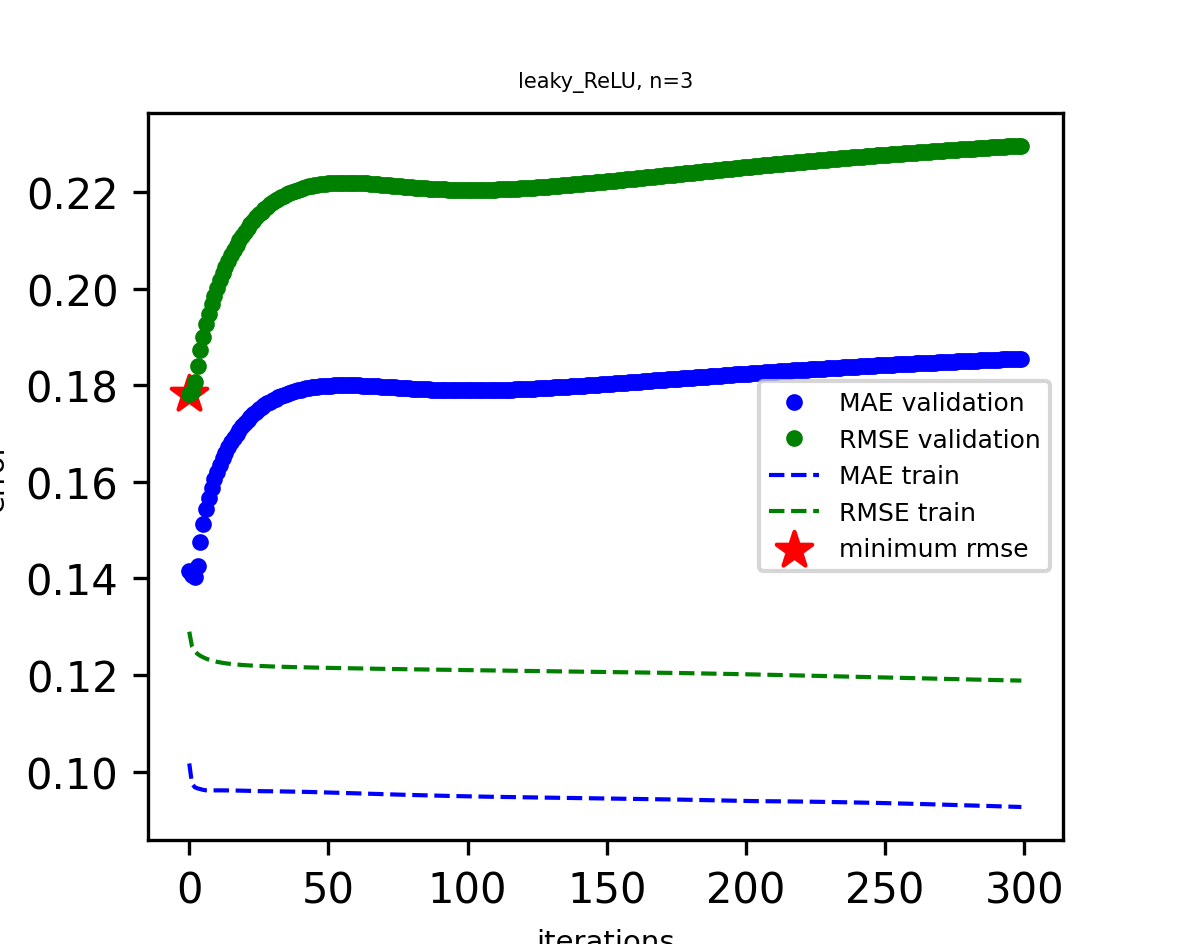 leaky_ReLU, n=3
0.22
0.20
0.18
0.16
0.14
0.12
0.10
MAE validation
RMSE validation
MAE train
RMSE train
minimum rmse
0 50 100 150 200 250 300
iterations